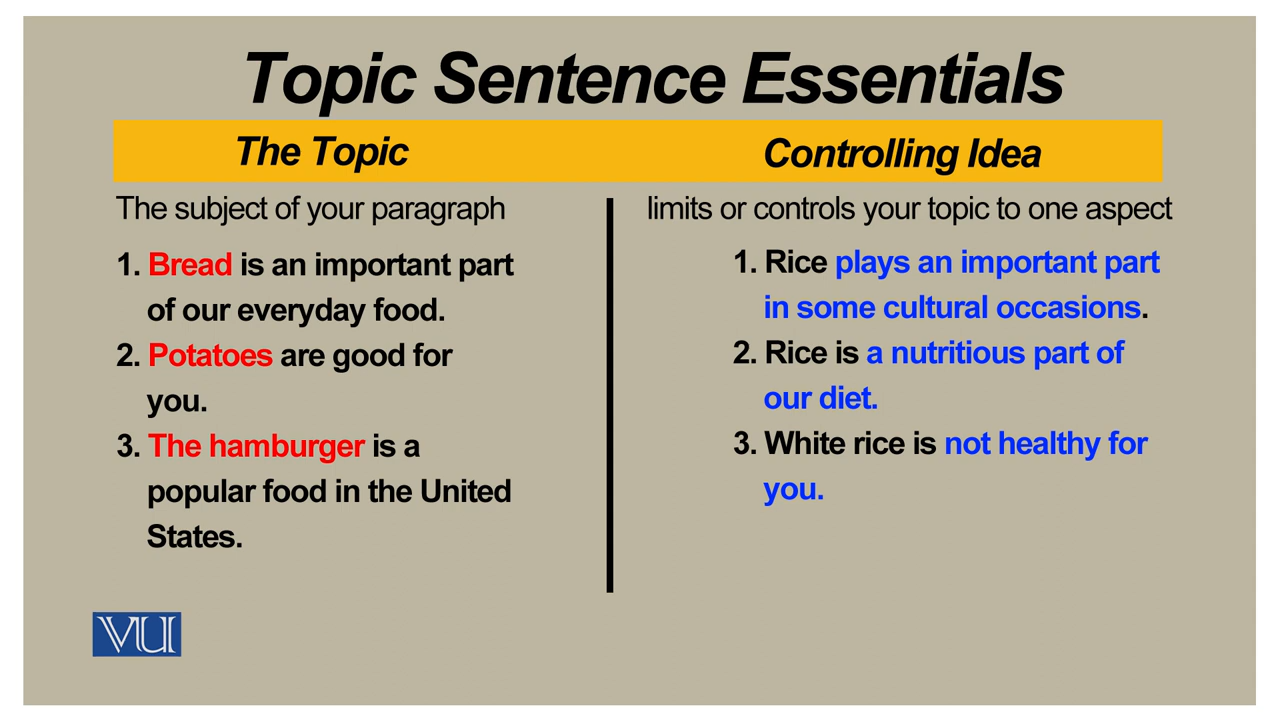 Topic Sentence Essentials
The Topic
The subject of your paragraph
1. Bread is an important part
of our everyday food.
2. Potatoes are good for
you.
3. The hamburger is a
popular food in the United
States.
Controlling Idea
limits or controls your topic to one aspect
1. Rice plays an important part
in some cultural occasions.
2. Rice is a nutritious part of
our diet.
3. White rice is not healthy for
you.
VU